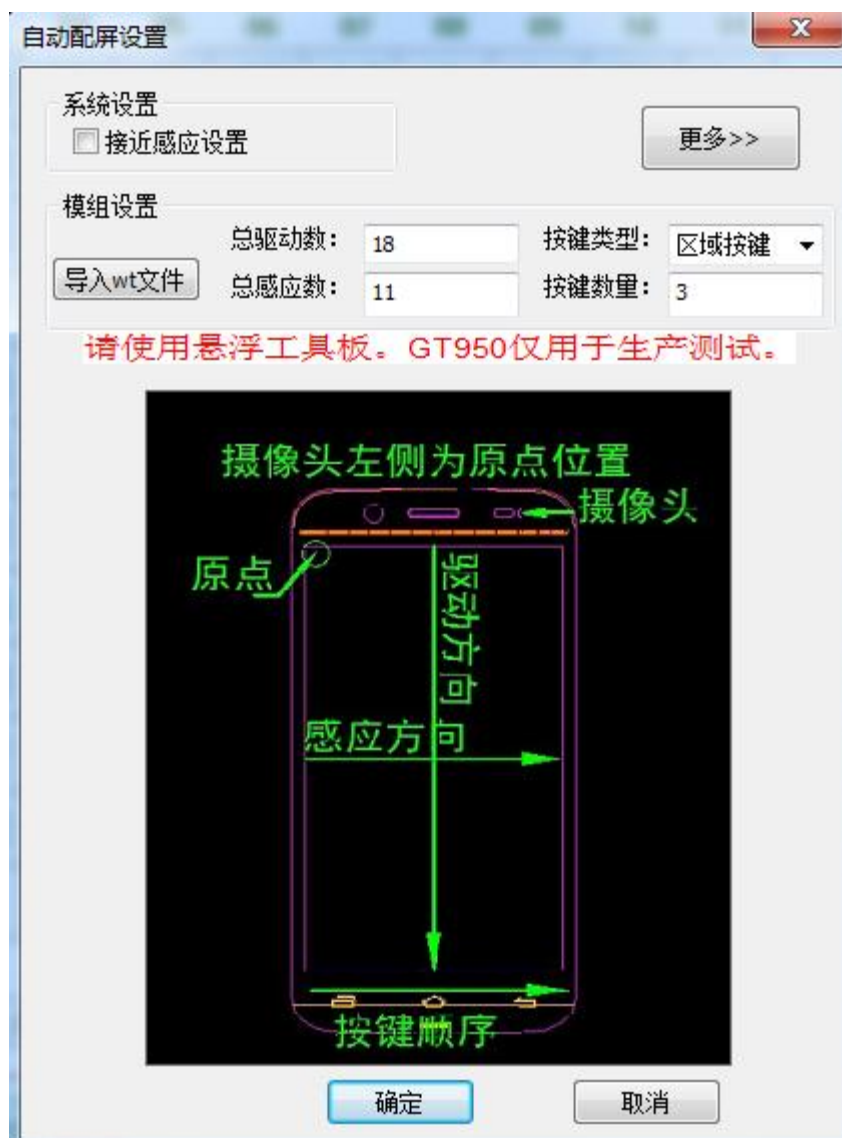 自动配屏设置
系统设置
接近感应设置
更多>>
模组设置
总驱动数： 18 按健类型： 区域按健
导入wt文件 总感应数： 11 按健数量： 3
请使用悬浮工具板。GT950仅用于生产测试。
摄像头左侧为原点位置
摄像头
原点
驱动方向
感应方向
按键顺序
确定
取消